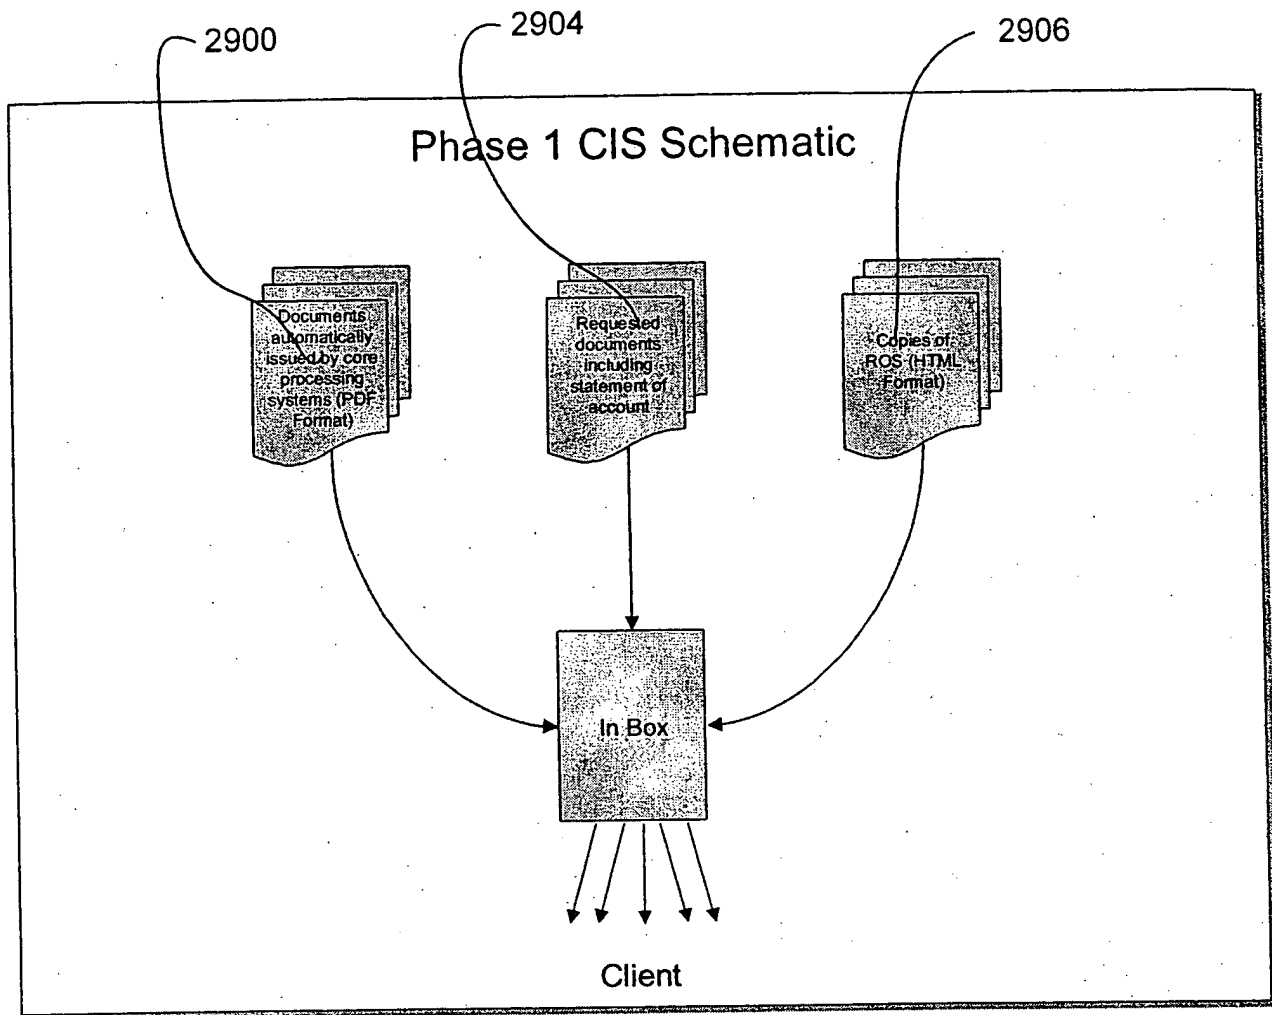 2900
2904
2906
Phase 1 CIS Schematic
Documents
automatically
issued by core
processing
systems (PDF
Format)
Requested
documents
including
statement of
account
Copies of
ROS (HTML
Format)
In Box
Client